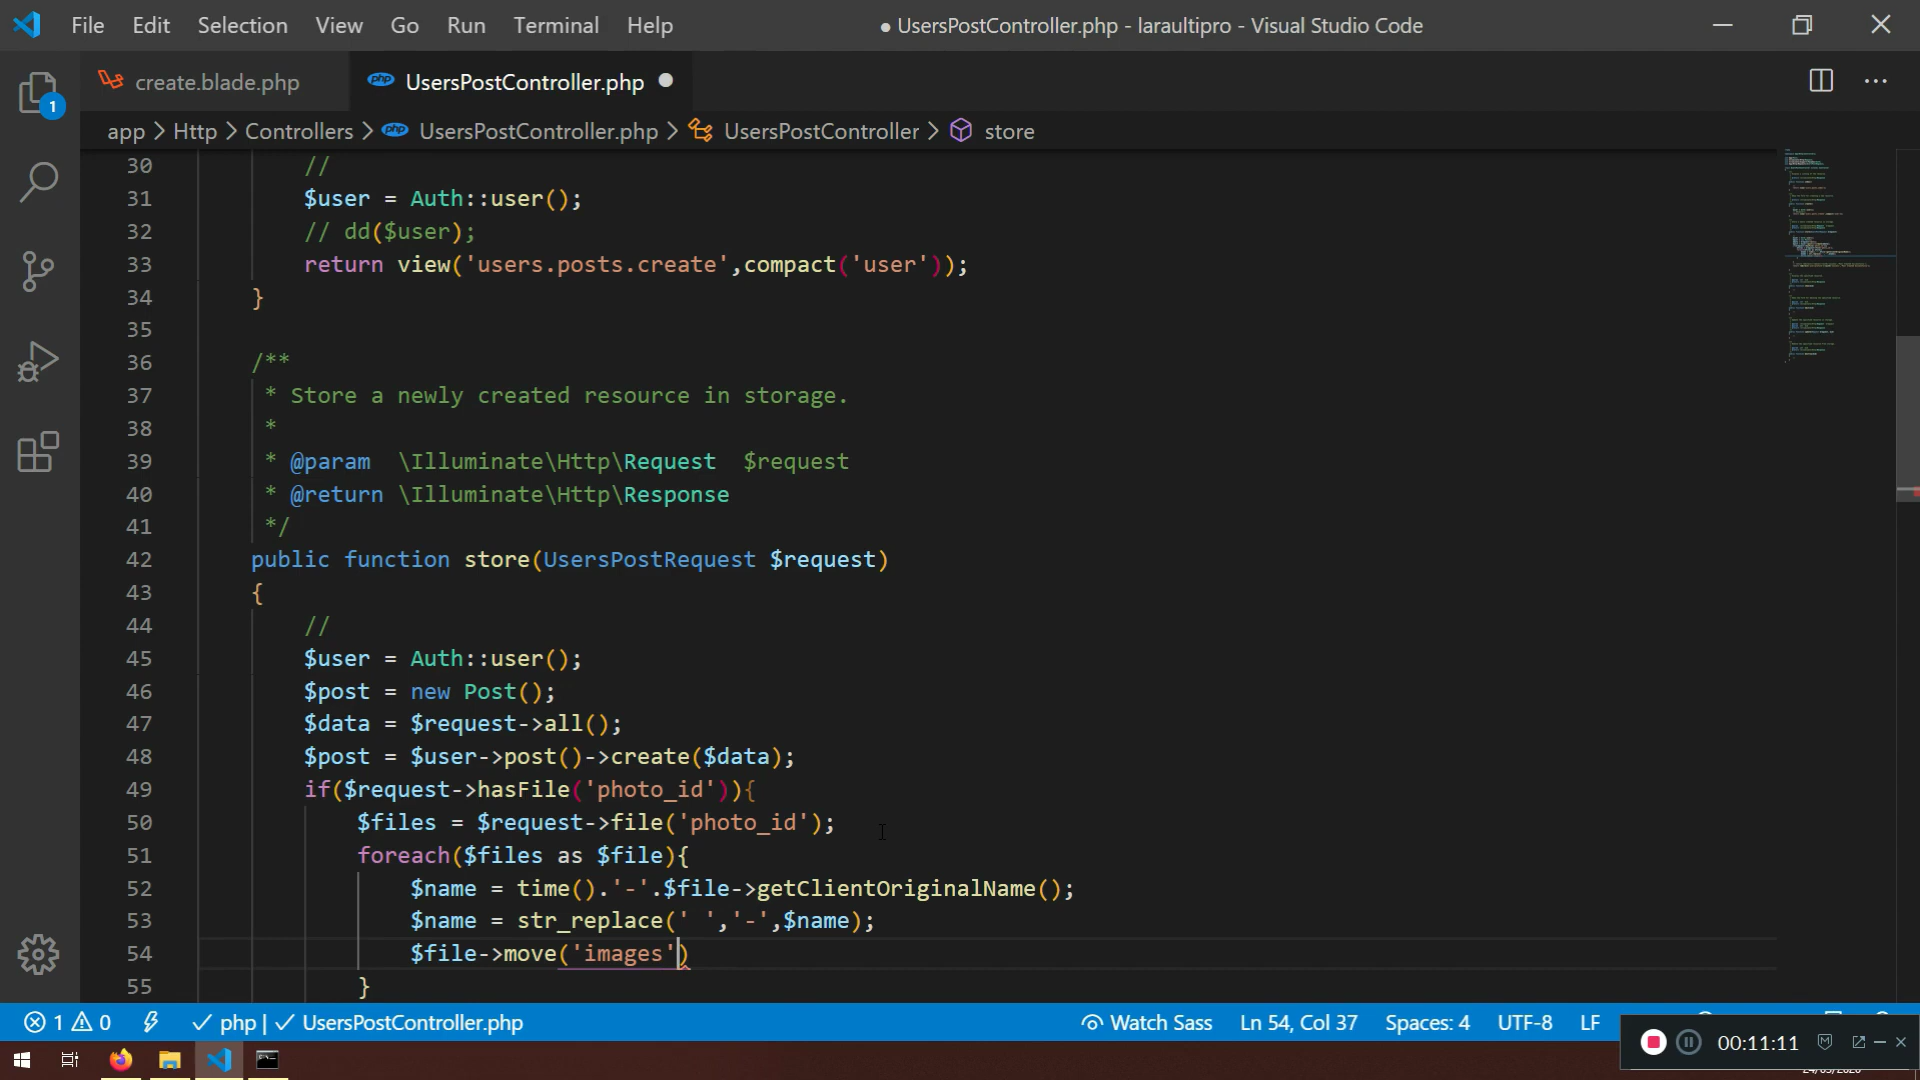 File Edit Selection View Go Run Terminal Help ● UsersPostController.php - laraultipro - Visual Studio Code
create.blade.php php UsersPostController.php
1
app > Http > Controllers > php UsersPostController.php > UsersPostController > store
30 //
31 $user = Auth::user();
32 // dd($user);
33 return view('users.posts.create',compact('user'));
34 }
35
36 /**
37 * Store a newly created resource in storage.
38 *
39 * @param \Illuminate\Http\Request $request
40 * @return \Illuminate\Http\Response
41 */
42 public function store(UsersPostRequest $request)
43 {
44 //
45 $user = Auth::user();
46 $post = new Post();
47 $data = $request->all();
48 $post = $user->post()->create($data);
49 if($request->hasFile('photo_id')){
50 $files = $request->file('photo_id');
51 foreach($files as $file){
52 $name = time().'-'.$file->getClientOriginalName();
53 $name = str_replace(' ','-',$name);
54 $file->move('images')
55 }
1 0 php | UsersPostController.php Watch Sass Ln 54, Col 37 Spaces: 4 UTF-8 LF
00:11:11